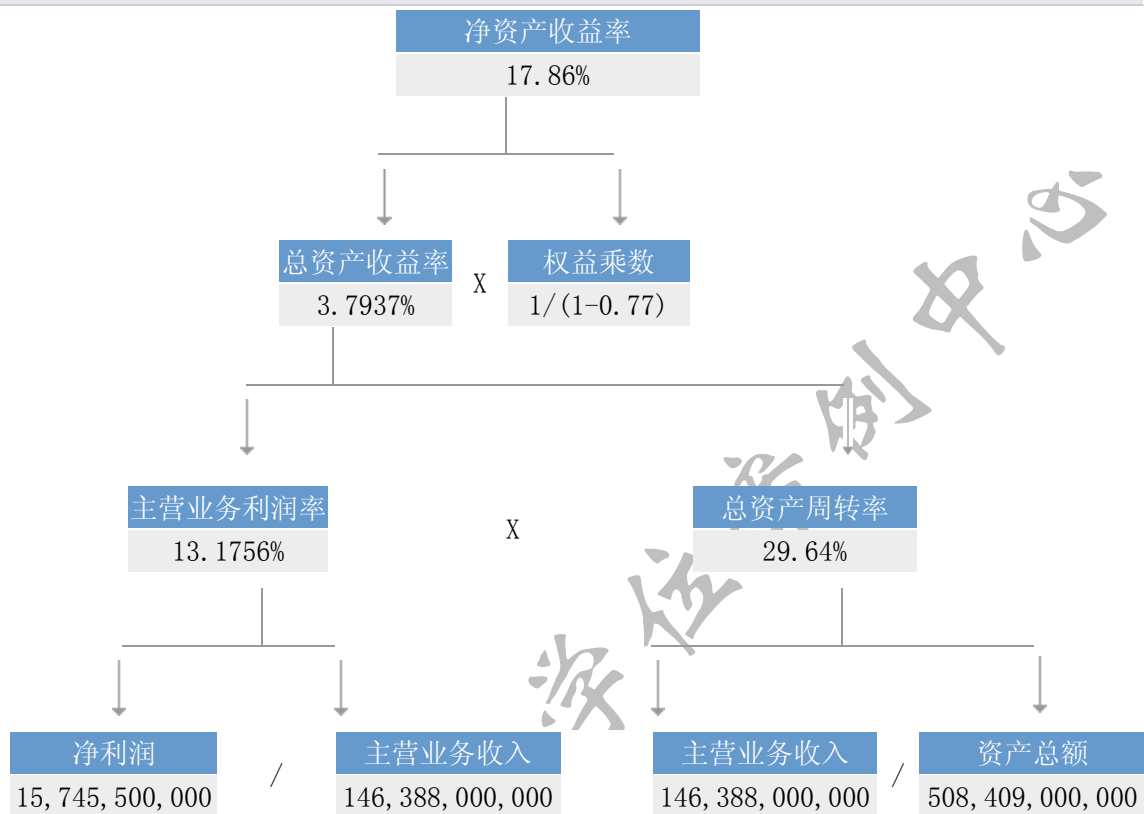 净资产收益率
17.86%
总资产收益率 X 权益乘数
3.7937% 1/(1-0.77)
主营业务利润率 X 总资产周转率
13.1756% 29.64%
净利润 / 主营业务收入 主营业务收入 / 资产总额
15,745,500,000 146,388,000,000 146,388,000,000 508,409,000,000
学位案例中心